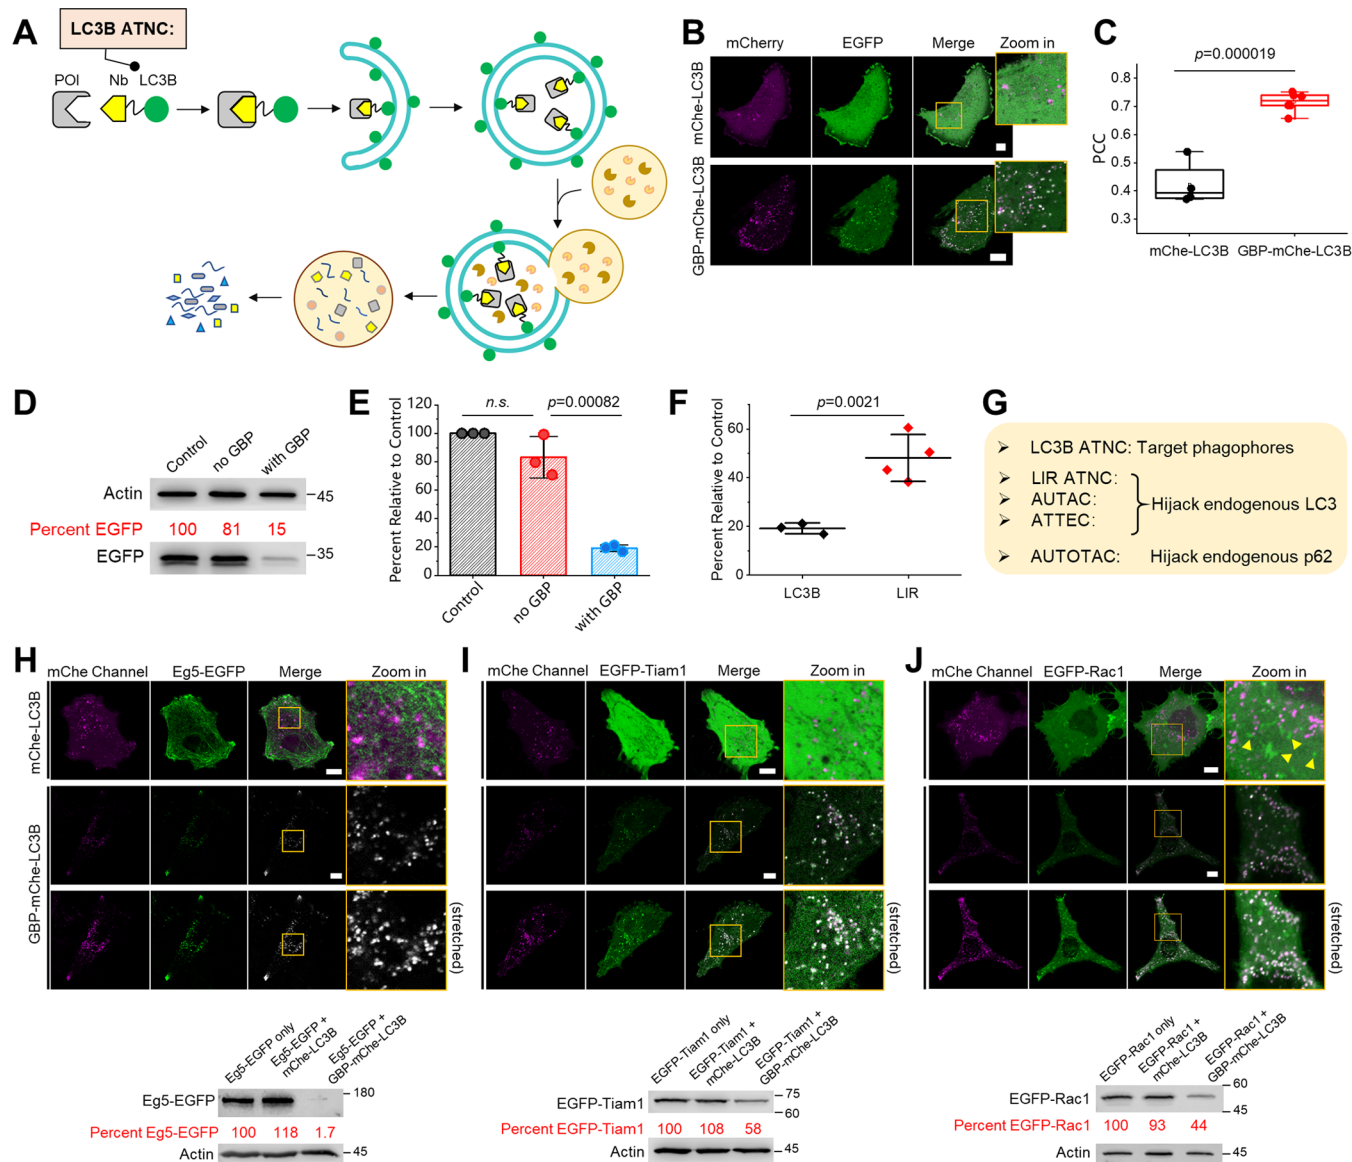 A
LC3B ATNC:
POI
Nb
LC3B
B
mCherry
EGFP
Merge
Zoom in
mChe-LC3B
GBP-mChe-LC3B
C
p=0.000019
PCC
0.8
0.7
0.6
0.5
0.4
0.3
mChe-LC3B
GBP-mChe-LC3B
D
Control
no GBP
with GBP
Actin
45
Percent EGFP
100
81
15
EGFP
35
E
Percent Relative to Control
120
100
80
60
40
20
0
n.s.
p=0.00082
Control
no GBP
with GBP
F
Percent Relative to Control
60
40
20
0
p=0.0021
LC3B
LIR
G
➢ LC3B ATNC: Target phagophores
➢ LIR ATNC:
➢ AUTAC:
➢ ATTEC:
Hijack endogenous LC3
➢ AUTOTAC: Hijack endogenous p62
H
mChe Channel
Eg5-EGFP
Merge
Zoom in
mChe-LC3B
GBP-mChe-LC3B
(stretched)
Eg5-EGFP only
Eg5-EGFP +
mChe-LC3B
Eg5-EGFP +
GBP-mChe-LC3B
Eg5-EGFP
180
Percent Eg5-EGFP
100
118
1.7
Actin
45
I
mChe Channel
EGFP-Tiam1
Merge
Zoom in
(stretched)
EGFP-Tiam1 only
EGFP-Tiam1 +
mChe-LC3B
EGFP-Tiam1 +
GBP-mChe-LC3B
EGFP-Tiam1
75
60
Percent EGFP-Tiam1
100
108
58
Actin
45
J
mChe Channel
EGFP-Rac1
Merge
Zoom in
(stretched)
EGFP-Rac1 only
EGFP-Rac1 +
mChe-LC3B
EGFP-Rac1 +
GBP-mChe-LC3B
EGFP-Rac1
60
45
Percent EGFP-Rac1
100
93
44
Actin
45